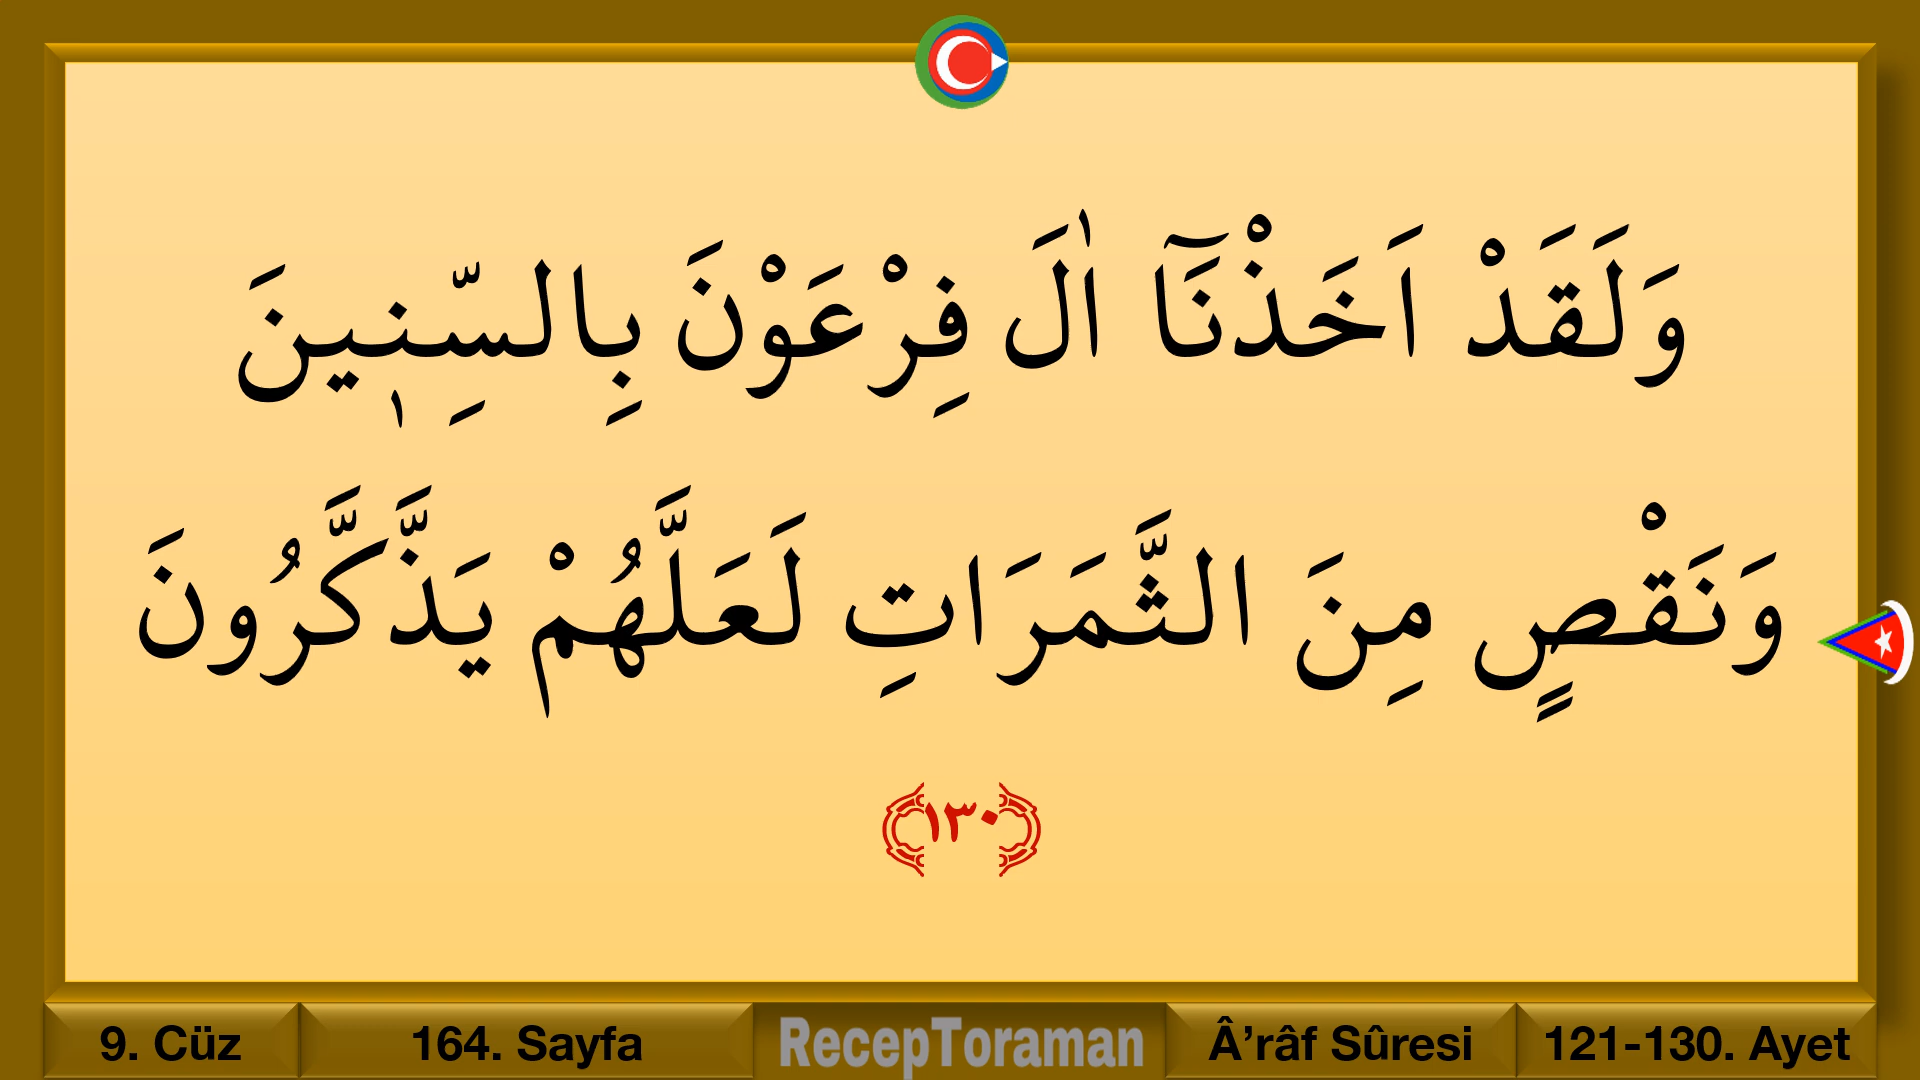 وَلَقَدْ اَخَذْنَٓا اٰلَ فِرْعَوْنَ بِالسِّنٖينَ
وَنَقْصٍ مِنَ الثَّمَرَاتِ لَعَلَّهُمْ يَذَّكَّرُونَ
﴿١٣٠﴾
9. Cüz 164. Sayfa RecepToraman Â’râf Sûresi 121-130. Ayet